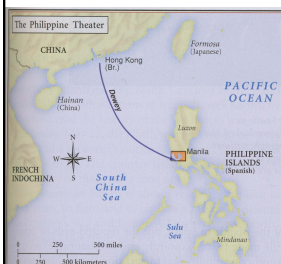 The Philippine Theater
CHINA
Formosa
(Japanese)
Hong Kong
(Br.)
PACIFIC
OCEAN
Hainan
(China)
Dewey
Luzon
N
W
E
S
Manila
PHILIPPINE
ISLANDS
(Spanish)
FRENCH
INDOCHINA
South
China
Sea
Sulu
Sea
Mindanao
0 250 500 miles
0 250 500 kilometers